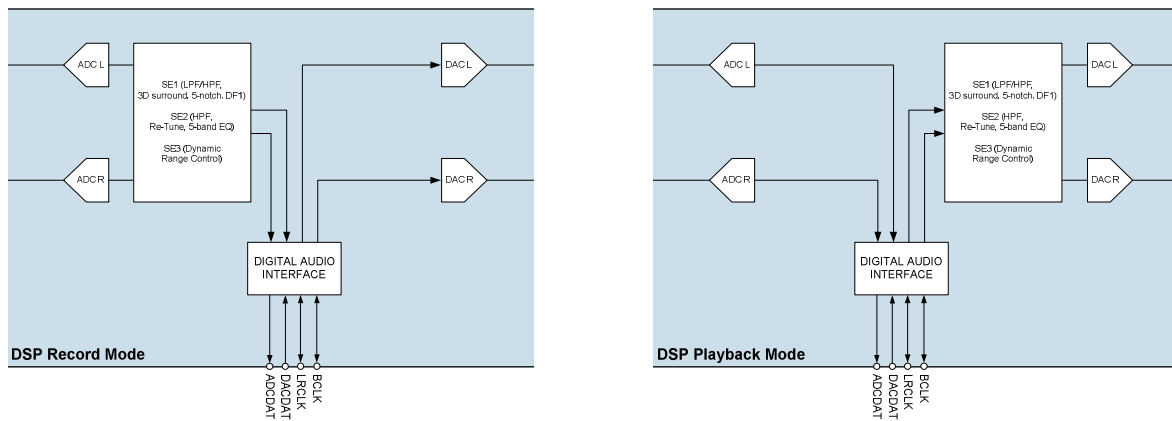 ADC L
SE1 (LPF/HPF,
3D surround, 5-notch, DF1)
SE2 (HPF,
Re-Tune, 5-band EQ)
SE3 (Dynamic
Range Control)
ADC R
DAC L
DAC R
DIGITAL AUDIO
INTERFACE
DSP Record Mode
ADCDAT
DACDAT
LRCLK
BCLK
ADC L
ADC R
SE1 (LPF/HPF,
3D surround, 5-notch, DF1)
SE2 (HPF,
Re-Tune, 5-band EQ)
SE3 (Dynamic
Range Control)
DAC L
DAC R
DIGITAL AUDIO
INTERFACE
DSP Playback Mode
ADCDAT
DACDAT
LRCLK
BCLK